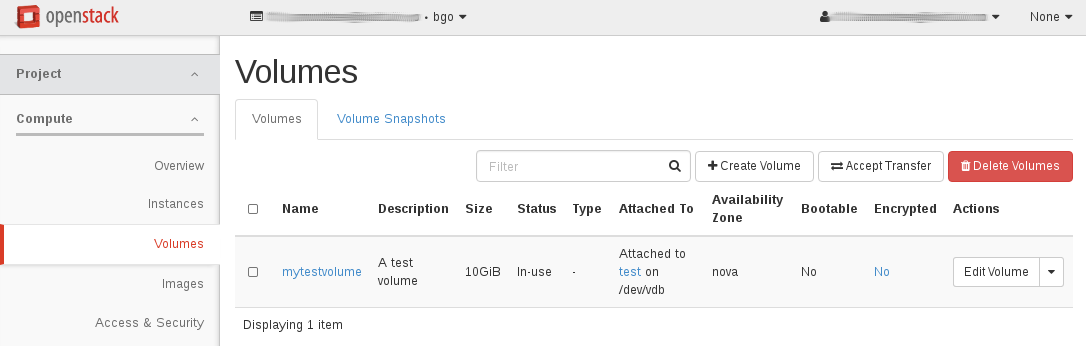 openstack
• bgo
None
Project
Compute
Overview
Instances
Volumes
Images
Access & Security
Volumes
Volumes Volume Snapshots
Filter
Create Volume
Accept Transfer
Delete Volumes
Name Description Size Status Type Attached To Availability Zone Bootable Encrypted Actions
mytestvolume
A test
volume
10GiB
In-use
-
Attached to
test on
/dev/vdb
nova
No
No
Edit Volume
Displaying 1 item